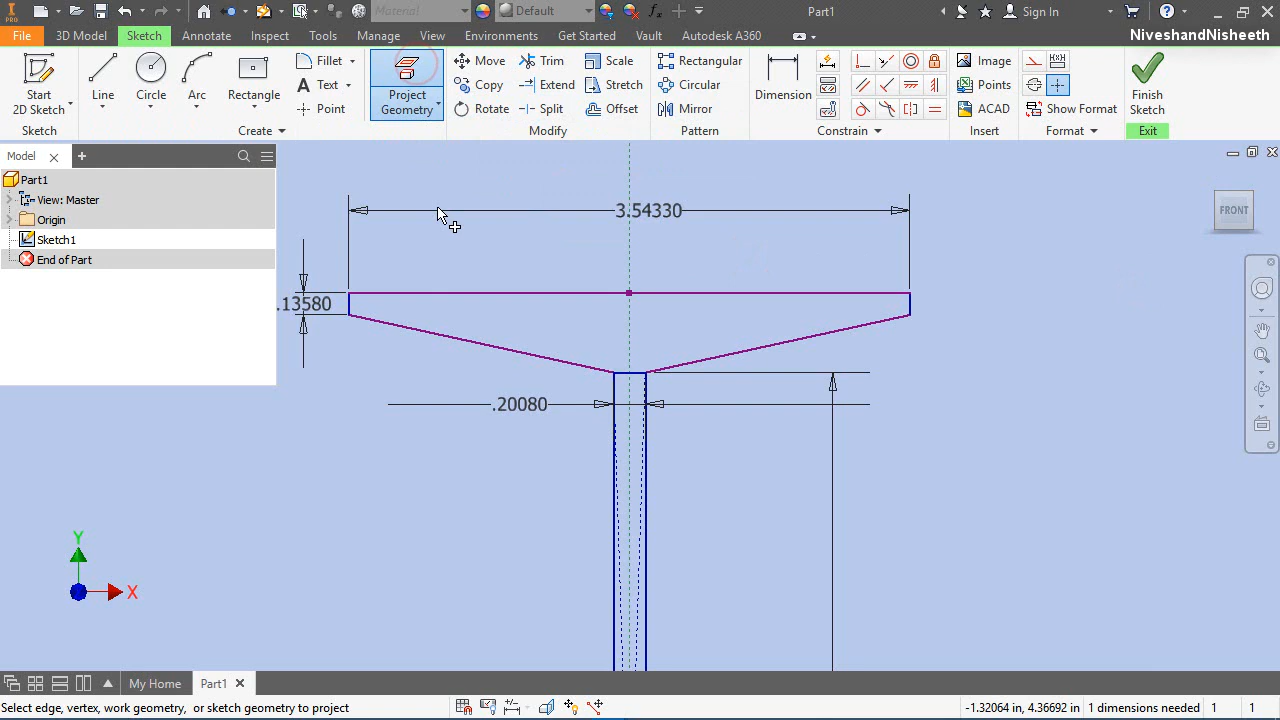 PRO
Material
Default
Part1
Sign In
File
3D Model
Sketch
Annotate
Inspect
Tools
Manage
View
Environments
Get Started
Vault
Autodesk A360
NiveshandNisheeth
Start
2D Sketch
Line
Circle
Arc
Rectangle
Fillet
Text
Point
Project
Geometry
Move
Copy
Rotate
Trim
Extend
Split
Scale
Stretch
Offset
Rectangular
Circular
Mirror
Dimension
Image
Points
ACAD
Show Format
Finish
Sketch
Sketch
Create
Modify
Pattern
Constrain
Insert
Format
Exit
Model
Part1
View: Master
Origin
Sketch1
End of Part
3.54330
FRONT
.13580
.20080
Y
X
My Home
Part1
Select edge, vertex, work geometry, or sketch geometry to project
-1.32064 in, 4.36692 in
1 dimensions needed
1
1